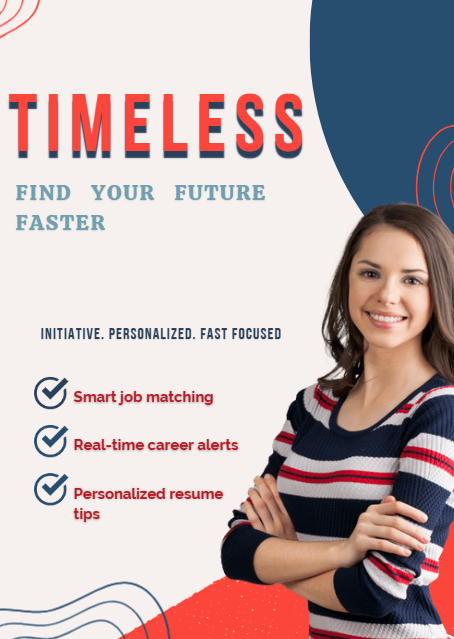 TIMELESS
FIND YOUR FUTURE
FASTER
INITIATIVE. PERSONALIZED. FAST FOCUSED
Smart job matching
Real-time career alerts
Personalized resume
tips